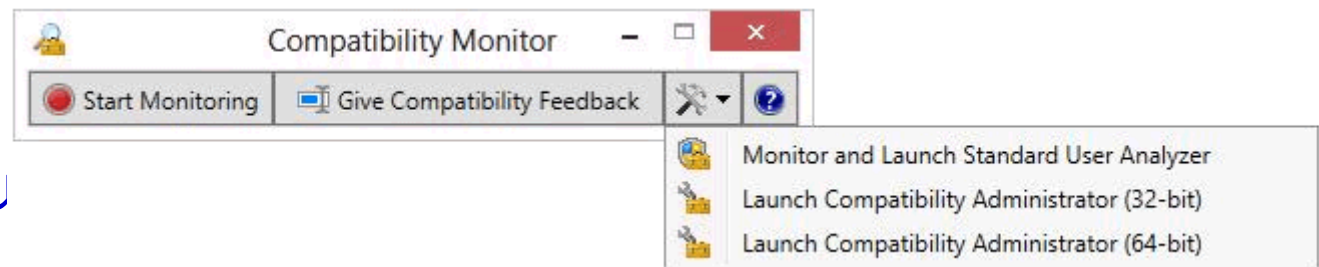 Compatibility Monitor
Start Monitoring Give Compatibility Feedback
Monitor and Launch Standard User Analyzer
Launch Compatibility Administrator (32-bit)
Launch Compatibility Administrator (64-bit)